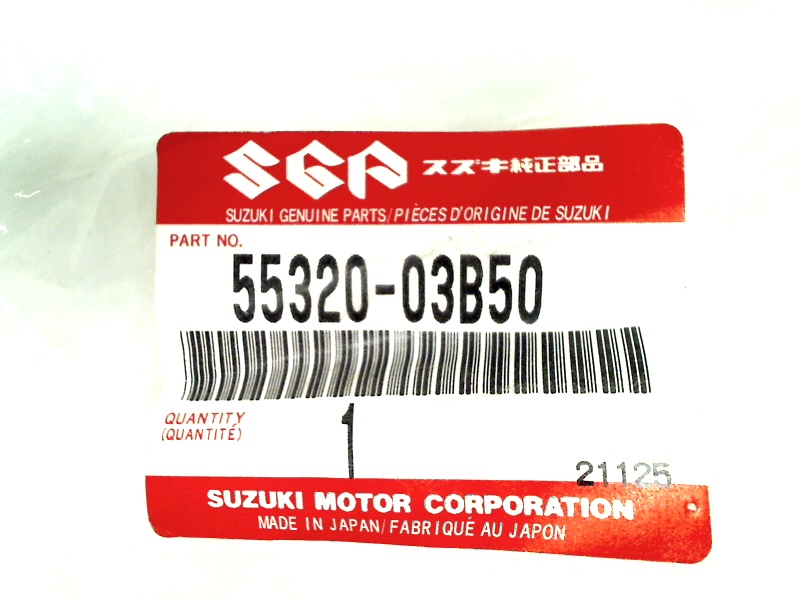 SGP スズキ純正部品
SUZUKI GENUINE PARTS/PIÈCES D'ORIGINE DE SUZUKI
PART NO.
55320-03B50
QUANTITY
(QUANTITÉ)
1
21125
SUZUKI MOTOR CORPORATION
MADE IN JAPAN/FABRIQUÉ AU JAPON